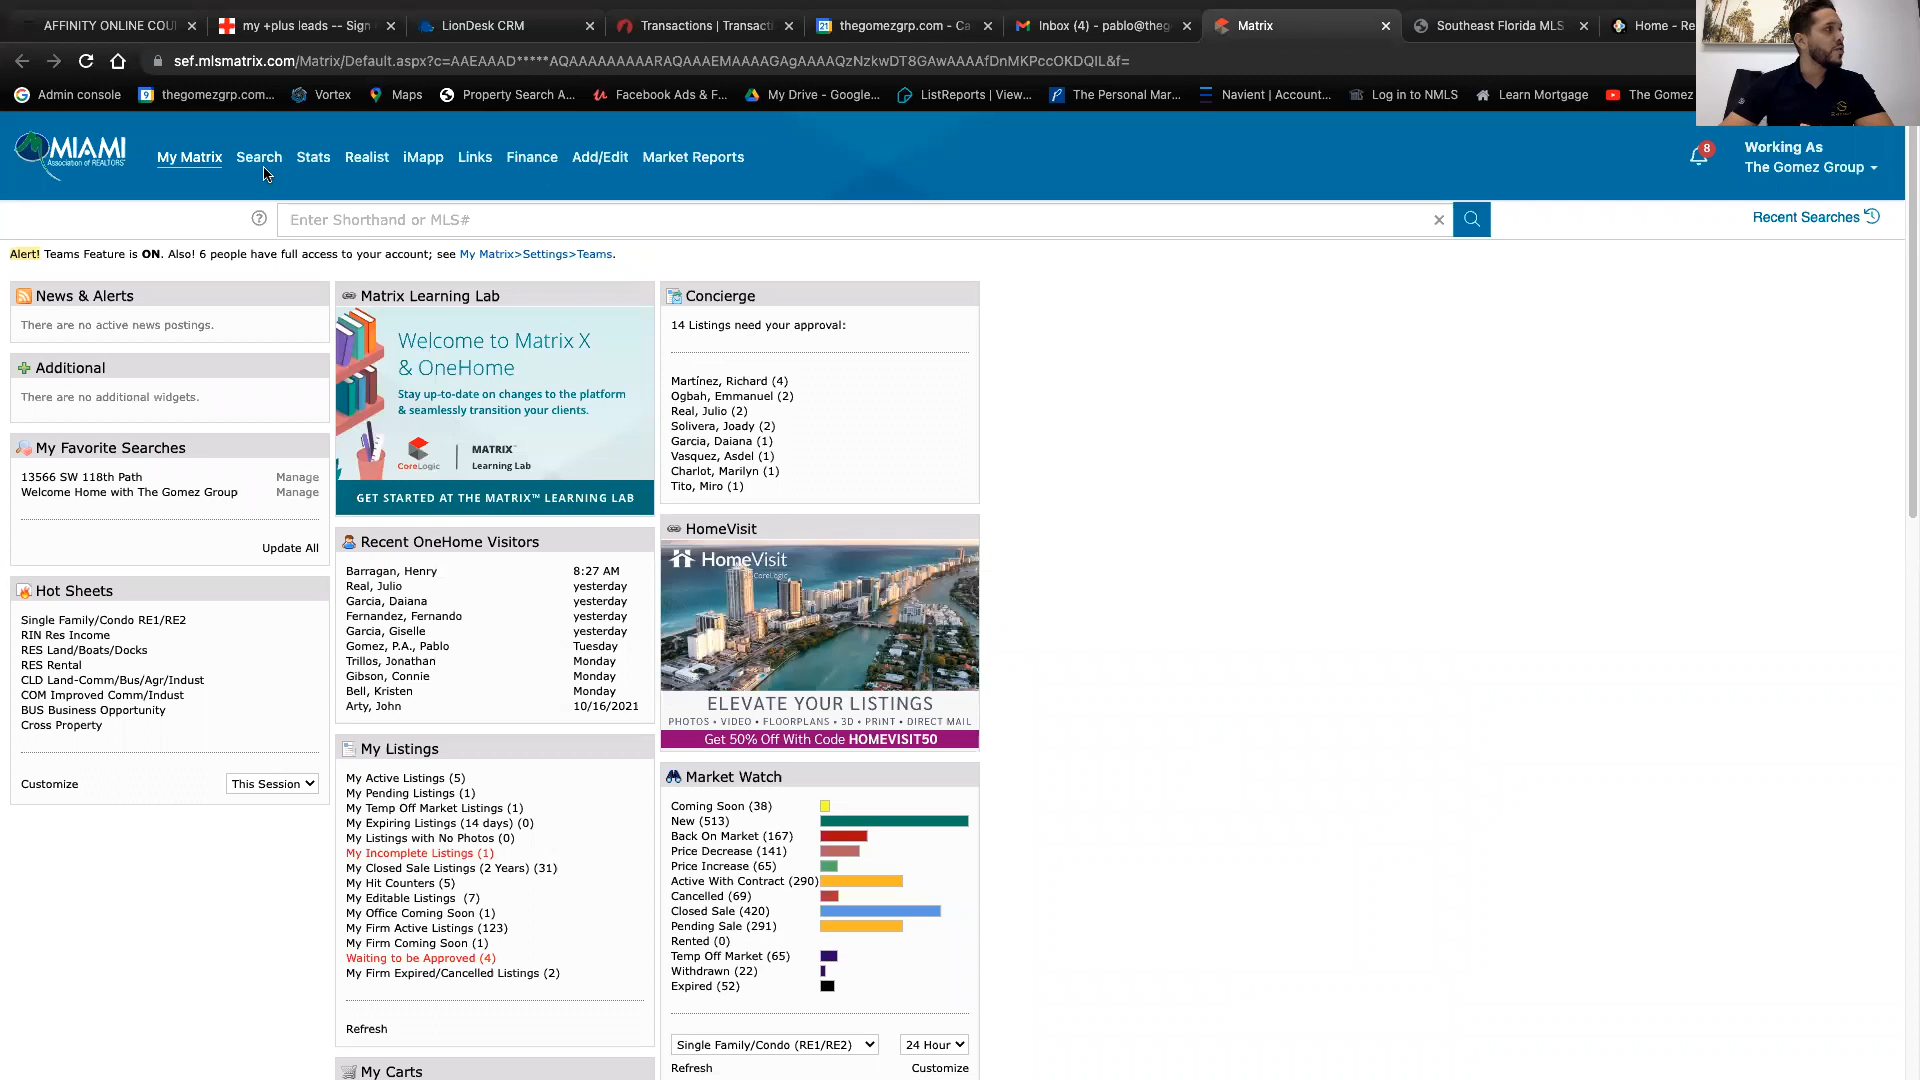 AFFINITY ONLINE COU
my +plus leads -- Sign
LionDesk CRM
Transactions | Transacti
thegomezgrp.com - Ca
Inbox (4) - pablo@theg
Matrix
Southeast Florida MLS
Home - Re
sef.mlsmatrix.com/Matrix/Default.aspx?c=AAEAAAD*****AQAAAAAAAAARAQAAAEMAAAAGAgAAAAQzNzkwDT8GAwAAAAfDnMKPccOKDQIL&f=
Admin console
thegomezgrp.com...
Vortex
Maps
Property Search A...
Facebook Ads & F...
My Drive - Google...
ListReports | View...
The Personal Mar...
Navient | Account...
Log in to NMLS
Learn Mortgage
The Gomez
MIAMI
Association of REALTORS
My Matrix
Search
Stats
Realist
iMapp
Links
Finance
Add/Edit
Market Reports
8
Working As
The Gomez Group
Enter Shorthand or MLS#
Recent Searches
Alert! Teams Feature is ON. Also! 6 people have full access to your account; see My Matrix>Settings>Teams.
News & Alerts
There are no active news postings.
Additional
There are no additional widgets.
My Favorite Searches
13566 SW 118th Path Manage
Welcome Home with The Gomez Group Manage
Update All
Hot Sheets
Single Family/Condo RE1/RE2
RIN Res Income
RES Land/Boats/Docks
RES Rental
CLD Land-Comm/Bus/Agr/Indust
COM Improved Comm/Indust
BUS Business Opportunity
Cross Property
Customize This Session
Matrix Learning Lab
Welcome to Matrix X
& OneHome
Stay up-to-date on changes to the platform
& seamlessly transition your clients.
CoreLogic
MATRIX™
Learning Lab
GET STARTED AT THE MATRIX™ LEARNING LAB
Recent OneHome Visitors
Barragan, Henry 8:27 AM
Real, Julio yesterday
Garcia, Daiana yesterday
Fernandez, Fernando yesterday
Garcia, Giselle yesterday
Gomez, P.A., Pablo Tuesday
Trillos, Jonathan Monday
Gibson, Connie Monday
Bell, Kristen Monday
Arty, John 10/16/2021
My Listings
My Active Listings (5)
My Pending Listings (1)
My Temp Off Market Listings (1)
My Expiring Listings (14 days) (0)
My Listings with No Photos (0)
My Incomplete Listings (1)
My Closed Sale Listings (2 Years) (31)
My Hit Counters (5)
My Editable Listings (7)
My Office Coming Soon (1)
My Firm Active Listings (123)
My Firm Coming Soon (1)
Waiting to be Approved (4)
My Firm Expired/Cancelled Listings (2)
Refresh
My Carts
Concierge
14 Listings need your approval:
Martínez, Richard (4)
Ogbah, Emmanuel (2)
Real, Julio (2)
Solivera, Joady (2)
Garcia, Daiana (1)
Vasquez, Asdel (1)
Charlot, Marilyn (1)
Tito, Miro (1)
HomeVisit
HomeVisit
ELEVATE YOUR LISTINGS
PHOTOS • VIDEO • FLOORPLANS • 3D • PRINT • DIRECT MAIL
Get 50% Off With Code HOMEVISIT50
Market Watch
Coming Soon (38)
New (513)
Back On Market (167)
Price Decrease (141)
Price Increase (65)
Active With Contract (290)
Cancelled (69)
Closed Sale (420)
Pending Sale (291)
Rented (0)
Temp Off Market (65)
Withdrawn (22)
Expired (52)
Single Family/Condo (RE1/RE2) 24 Hour
Refresh Customize